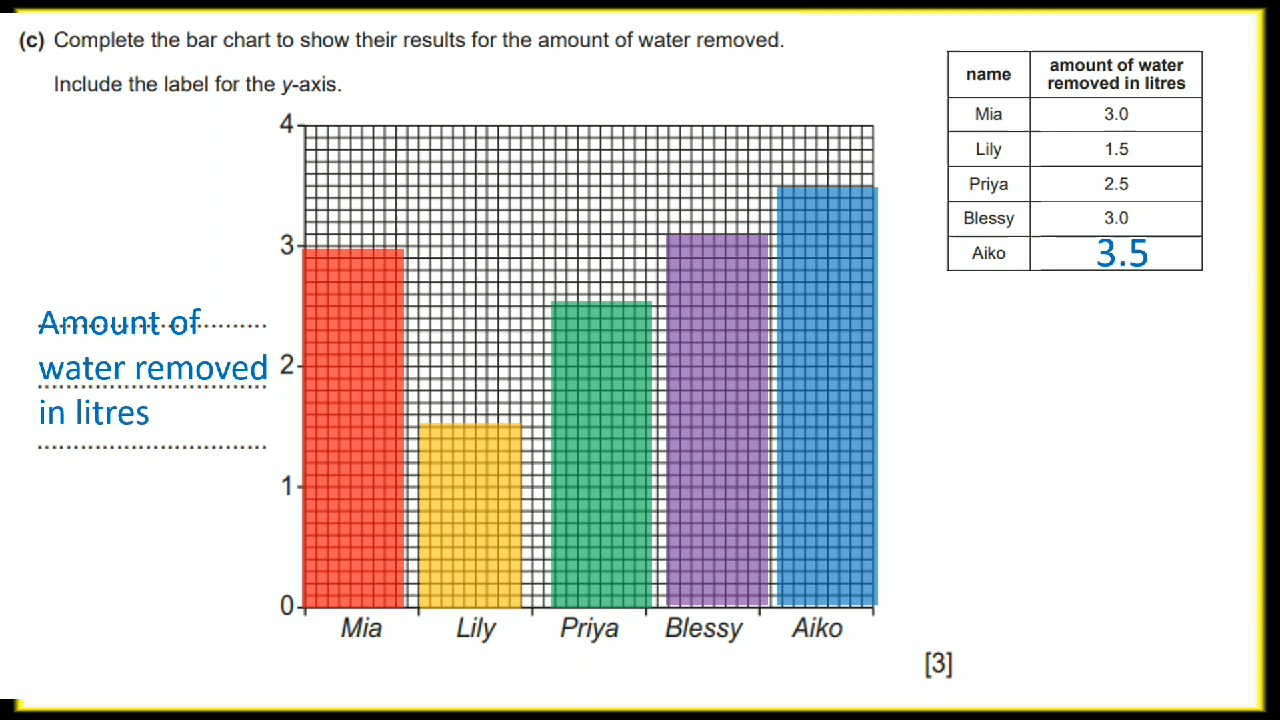 (c) Complete the bar chart to show their results for the amount of water removed.
Include the label for the y-axis.
name amount of water removed in litres
Mia 3.0
Lily 1.5
Priya 2.5
Blessy 3.0
Aiko 3.5
Amount of
water removed
in litres
4
3
2
1
0
Mia Lily Priya Blessy Aiko
[3]